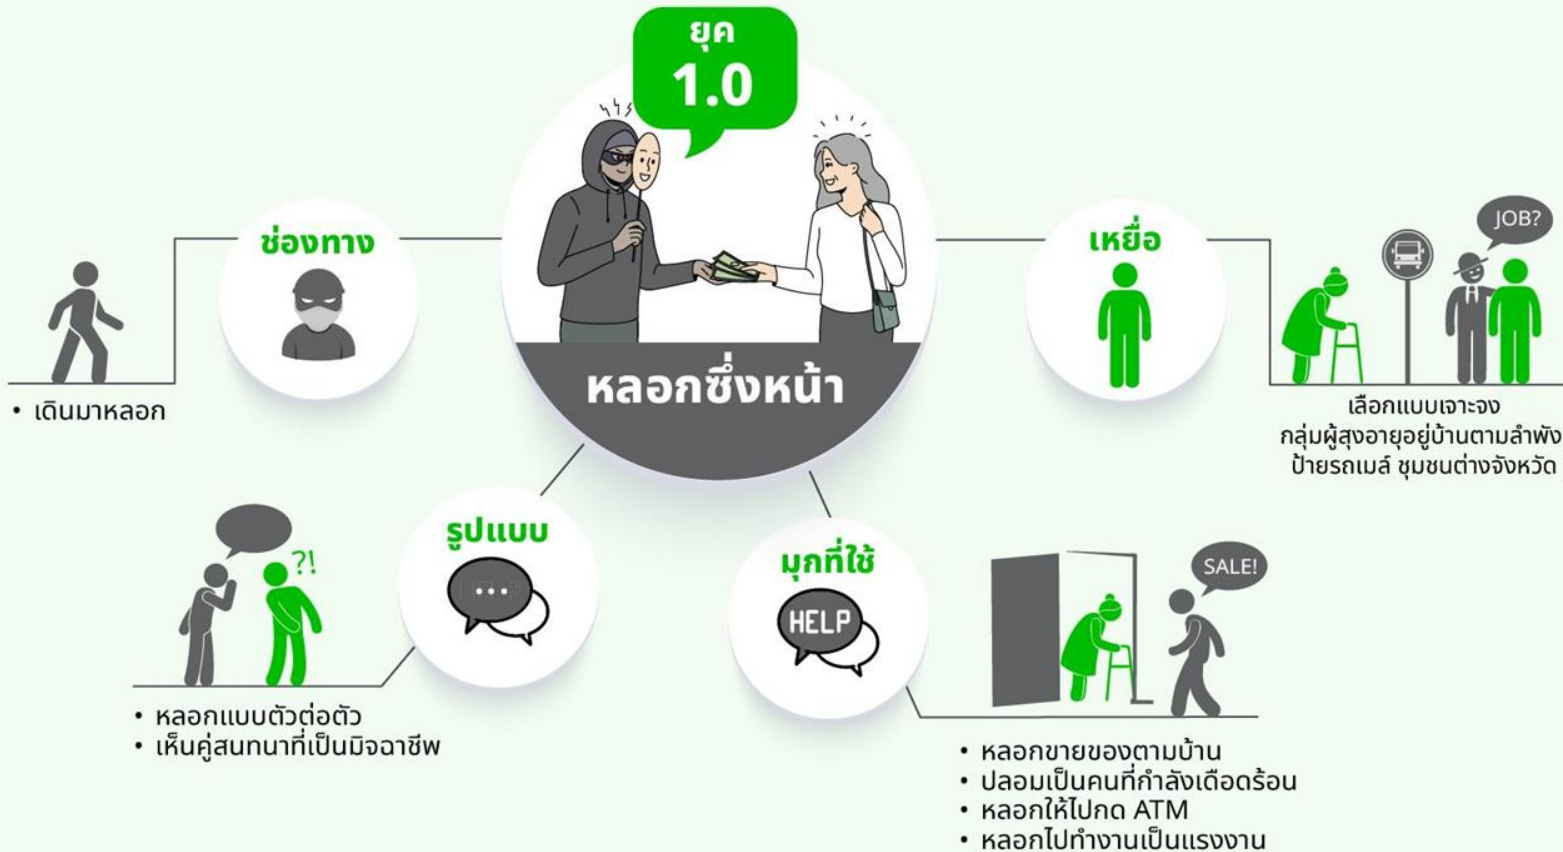 ยุค
1.0
หลอกซึ่งหน้า
ช่องทาง
• เดินมาหลอก
เหยื่อ
JOB?
เลือกแบบเจาะจง
กลุ่มผู้สูงอายุอยู่บ้านตามลำพัง
ป้ายรถเมล์ ชุมชนต่างจังหวัด
รูปแบบ
...
?!
• หลอกแบบตัวต่อตัว
• เห็นคู่สนทนาที่เป็นมิจฉาชีพ
มุกที่ใช้
HELP
SALE!
• หลอกขายของตามบ้าน
• ปลอมเป็นคนที่กำลังเดือดร้อน
• หลอกให้ไปกด ATM
• หลอกไปทำงานเป็นแรงงาน